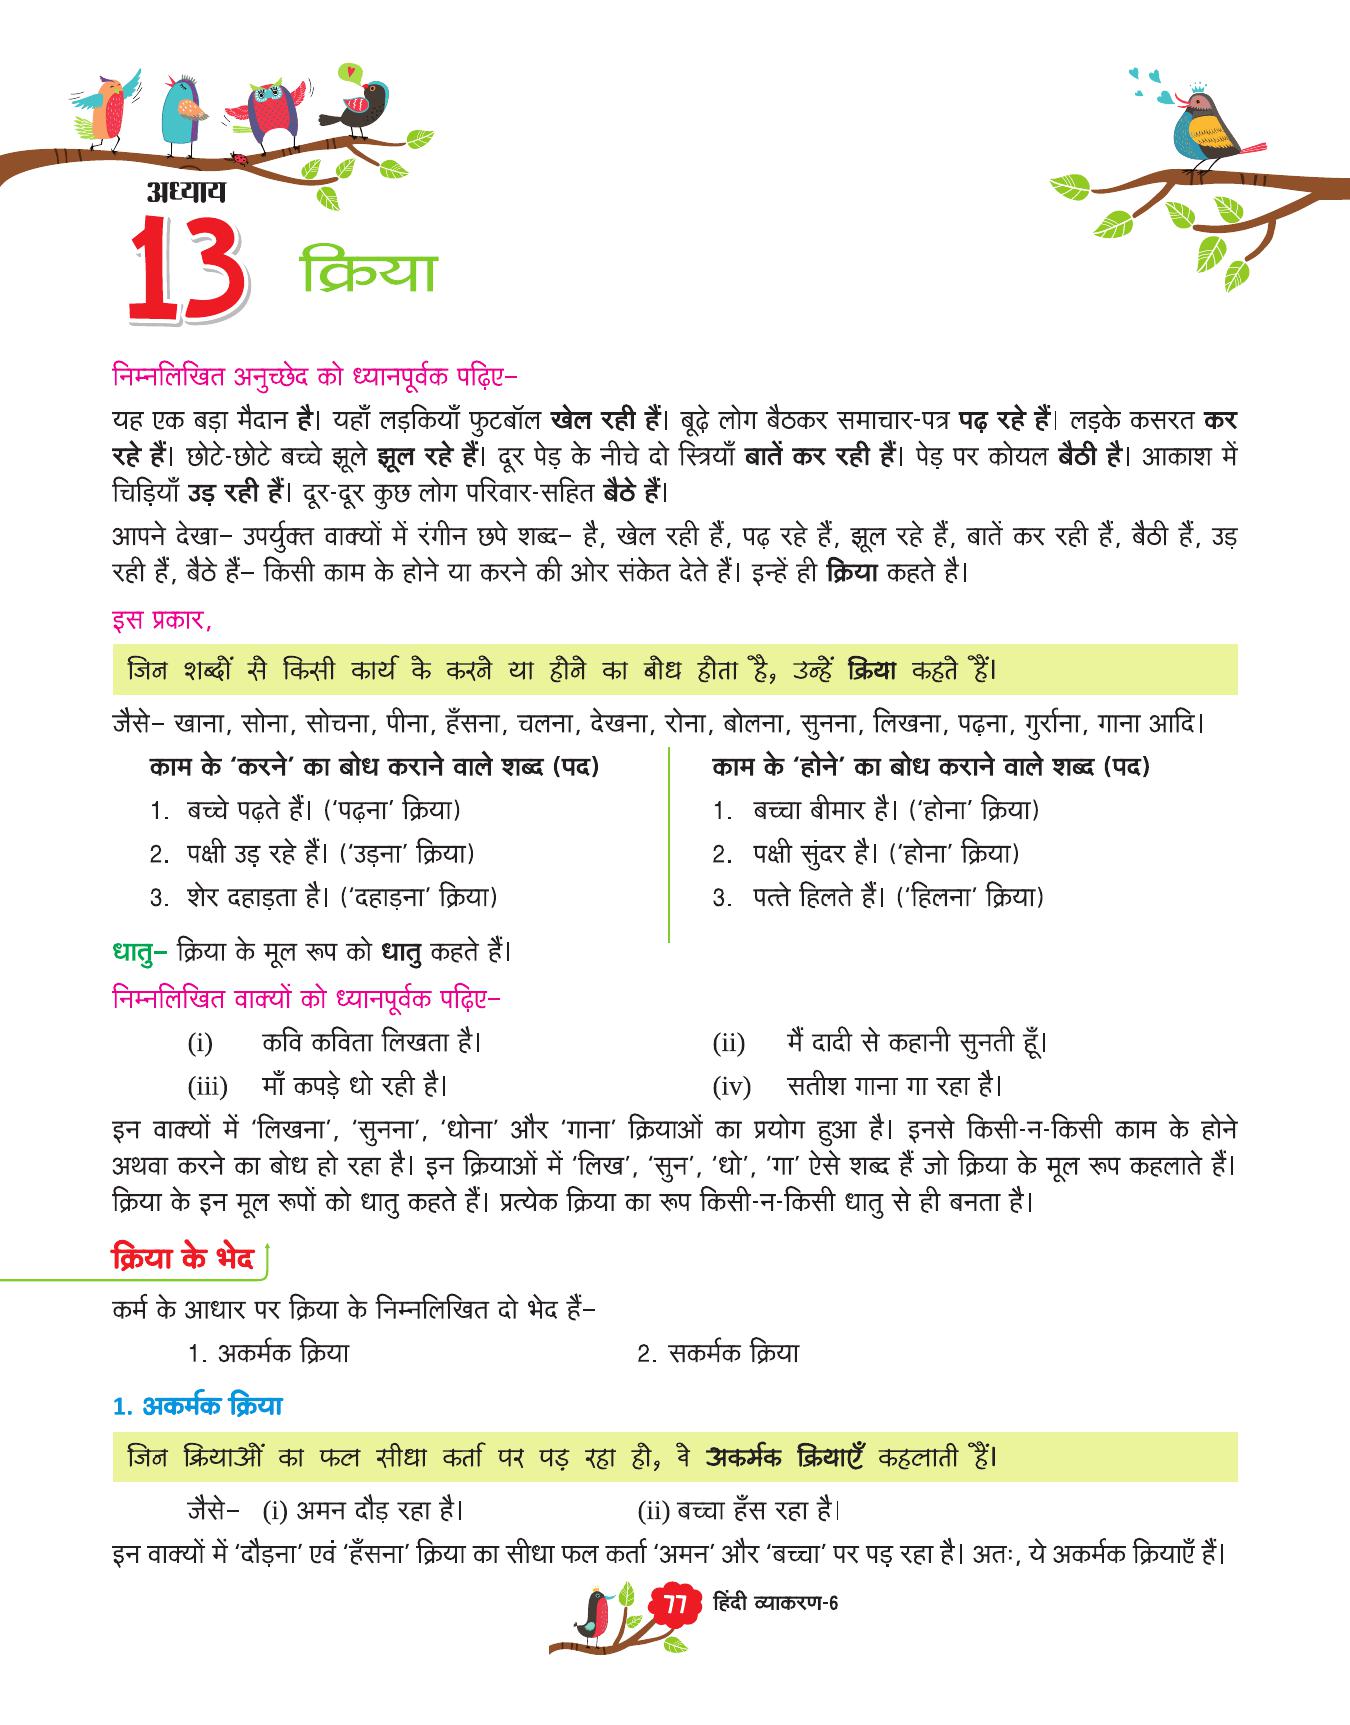 अध्याय
13 क्रिया
निम्नलिखित अनुच्छेद को ध्यानपूर्वक पढ़िए–
यह एक बड़ा मैदान है। यहाँ लड़कियाँ फुटबॉल खेल रही हैं। बूढ़े लोग बैठकर समाचार-पत्र पढ़ रहे हैं। लड़के कसरत कर
रहे हैं। छोटे-छोटे बच्चे झूले झूल रहे हैं। दूर पेड़ के नीचे दो स्त्रियाँ बातें कर रही हैं। पेड़ पर कोयल बैठी है। आकाश में
चिड़ियाँ उड़ रही हैं। दूर-दूर कुछ लोग परिवार-सहित बैठे हैं।
आपने देखा– उपर्युक्त वाक्यों में रंगीन छपे शब्द– है, खेल रही हैं, पढ़ रहे हैं, झूल रहे हैं, बातें कर रही हैं, बैठी हैं, उड़
रही हैं, बैठे हैं– किसी काम के होने या करने की ओर संकेत देते हैं। इन्हें ही क्रिया कहते है।
इस प्रकार,
जिन शब्दों से किसी कार्य के करने या होने का बोध होता है, उन्हें क्रिया कहते हैं।
जैसे– खाना, सोना, सोचना, पीना, हँसना, चलना, देखना, रोना, बोलना, सुनना, लिखना, पढ़ना, गुर्राना, गाना आदि।
काम के ‘करने’ का बोध कराने वाले शब्द (पद)
1. बच्चे पढ़ते हैं। (‘पढ़ना’ क्रिया)
2. पक्षी उड़ रहे हैं। (‘उड़ना’ क्रिया)
3. शेर दहाड़ता है। (‘दहाड़ना’ क्रिया)
काम के ‘होने’ का बोध कराने वाले शब्द (पद)
1. बच्चा बीमार है। (‘होना’ क्रिया)
2. पक्षी सुंदर है। (‘होना’ क्रिया)
3. पत्ते हिलते हैं। (‘हिलना’ क्रिया)
धातु– क्रिया के मूल रूप को धातु कहते हैं।
निम्नलिखित वाक्यों को ध्यानपूर्वक पढ़िए–
(i) कवि कविता लिखता है। (ii) मैं दादी से कहानी सुनती हूँ।
(iii) माँ कपड़े धो रही है। (iv) सतीश गाना गा रहा है।
इन वाक्यों में ‘लिखना’, ‘सुनना’, ‘धोना’ और ‘गाना’ क्रियाओं का प्रयोग हुआ है। इनसे किसी-न-किसी काम के होने
अथवा करने का बोध हो रहा है। इन क्रियाओं में ’लिख’, ‘सुन’, ‘धो’, ‘गा’ ऐसे शब्द हैं जो क्रिया के मूल रूप कहलाते हैं।
क्रिया के इन मूल रूपों को धातु कहते हैं। प्रत्येक क्रिया का रूप किसी-न-किसी धातु से ही बनता है।
क्रिया के भेद
कर्म के आधार पर क्रिया के निम्नलिखित दो भेद हैं–
1. अकर्मक क्रिया 2. सकर्मक क्रिया
1. अकर्मक क्रिया
जिन क्रियाओं का फल सीधा कर्ता पर पड़ रहा हो, वे अकर्मक क्रियाएँ कहलाती हैं।
जैसे– (i) अमन दौड़ रहा है। (ii) बच्चा हँस रहा है।
इन वाक्यों में ‘दौड़ना’ एवं ‘हँसना’ क्रिया का सीधा फल कर्ता ‘अमन’ और ‘बच्चा’ पर पड़ रहा है। अतः, ये अकर्मक क्रियाएँ हैं।
77 हिंदी व्याकरण-6